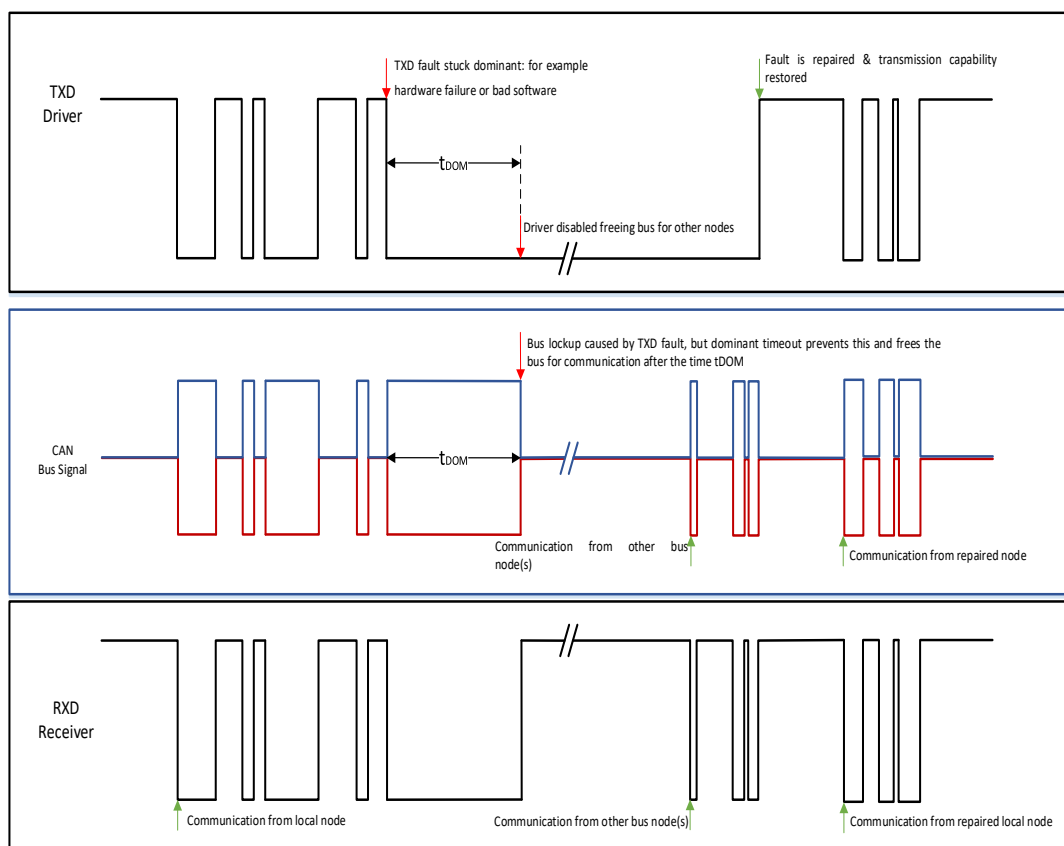 TXD
Driver
TXD fault stuck dominant: for example
hardware failure or bad software
Fault is repaired & transmission capability
restored
tDOM
Driver disabled freeing bus for other nodes
Bus lockup caused by TXD fault, but dominant timeout prevents this and frees the
bus for communication after the time tDOM
CAN
Bus Signal
tDOM
Communication from other bus
node(s)
Communication from repaired node
RXD
Receiver
Communication from local node
Communication from other bus node(s)
Communication from repaired local node